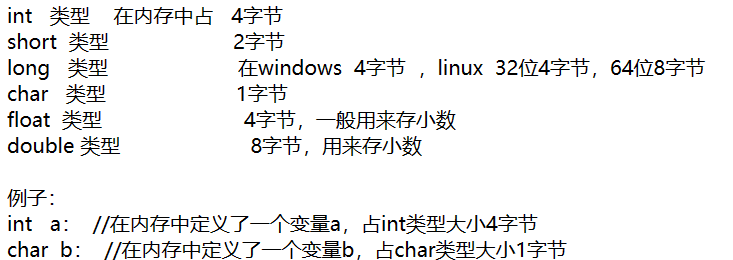 int 类型 在内存中占 4字节
short 类型 2字节
long 类型 在windows 4字节 ，linux 32位4字节，64位8字节
char 类型 1字节
float 类型 4字节，一般用来存小数
double 类型 8字节，用来存小数
例子：
int a： //在内存中定义了一个变量a，占int类型大小4字节
char b： //在内存中定义了一个变量b，占char类型大小1字节